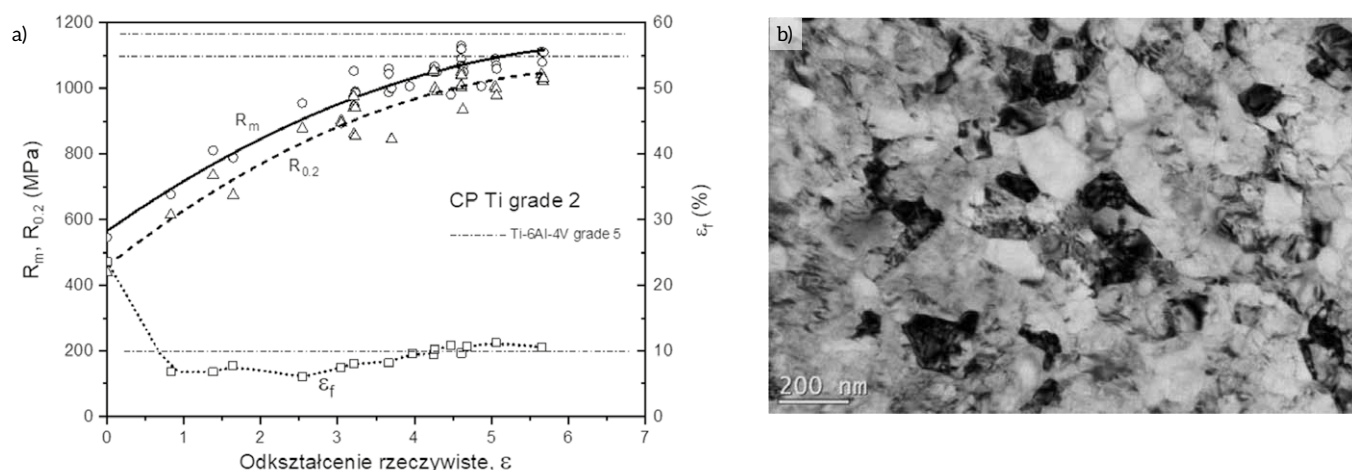 a)
1200
1000
800
600
400
200
0
R_m, R_0.2 (MPa)
R_m
R_0.2
CP Ti grade 2
Ti-6Al-4V grade 5
ε_f
60
50
40
30
20
10
0
ε_f (%)
0 1 2 3 4 5 6 7
Odkształcenie rzeczywiste, ε
b)
200 nm